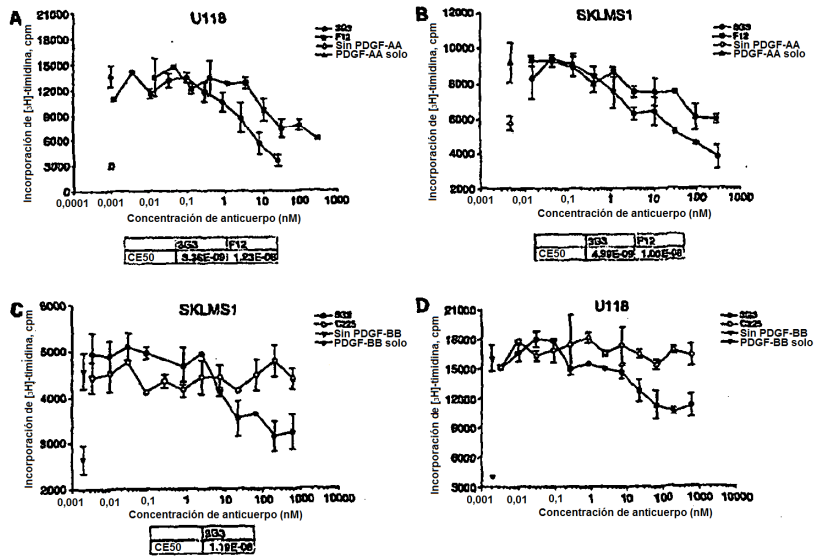 A
U118
21000
18000
15000
12000
9000
6000
3000
0
0,0001
0,001
0,01
0,1
1
10
100
1000
Incorporación de [3H]-timidina, cpm
Concentración de anticuerpo (nM)
3G3
F12
Sin PDGF-AA
PDGF-AA solo
3G3 F12
CE50 1,23E-08
B
SKLMS1
12000
10000
8000
6000
4000
2000
0,001
0,01
0,1
1
10
100
1000
Incorporación de [3H]-timidina, cpm
Concentración de anticuerpo (nM)
3G3
F12
Sin PDGF-AA
PDGF-AA solo
3G3 F12
CE50 4,99E-09 1,00E-08
C
SKLMS1
6000
5000
4000
3000
2000
0,001
0,01
0,1
1
10
100
1000
10000
Incorporación de [3H]-timidina, cpm
Concentración de anticuerpo (nM)
3G3
C225
Sin PDGF-BB
PDGF-BB solo
3G3
CE50 1.19E-08
D
U118
21000
18000
15000
12000
9000
6000
3000
0,001
0,01
0,1
1
10
100
1000
10000
Incorporación de [3H]-timidina, cpm
Concentración de anticuerpo (nM)
3G3
C225
Sin PDGF-BB
PDGF-BB solo